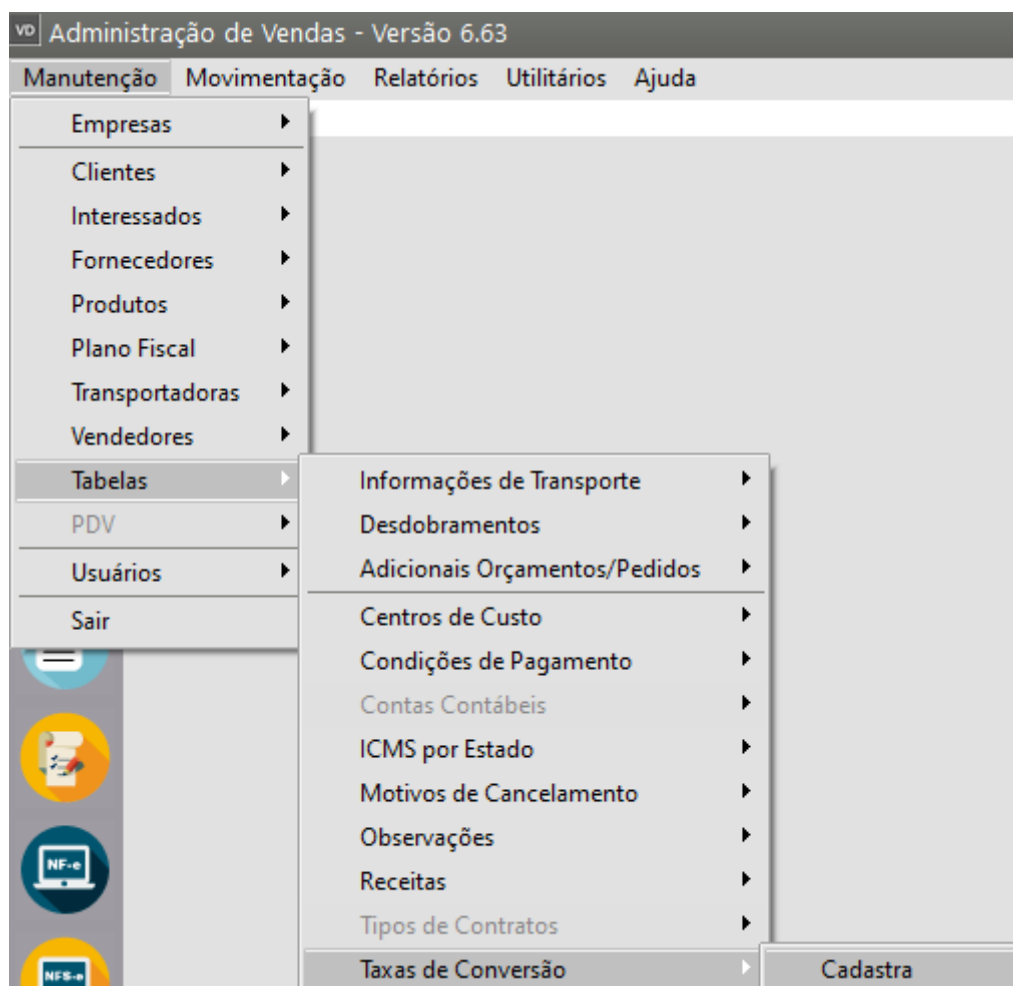 VD Administração de Vendas - Versão 6.63
Manutenção Movimentação Relatórios Utilitários Ajuda
Empresas
Clientes
Interessados
Fornecedores
Produtos
Plano Fiscal
Transportadoras
Vendedores
Tabelas
PDV
Usuários
Sair
Informações de Transporte
Desdobramentos
Adicionais Orçamentos/Pedidos
Centros de Custo
Condições de Pagamento
Contas Contábeis
ICMS por Estado
Motivos de Cancelamento
Observações
Receitas
Tipos de Contratos
Taxas de Conversão
Cadastra
NF-e
NFS-e